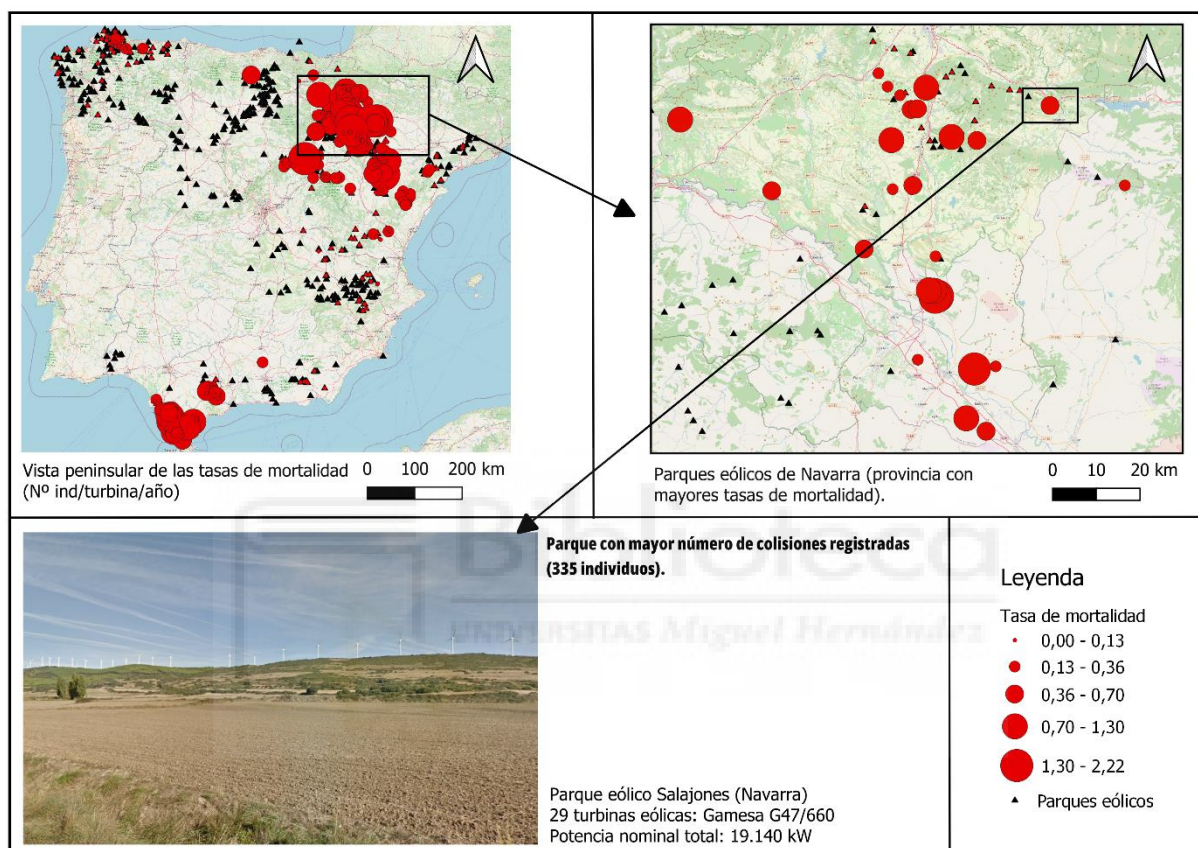 Vista peninsular de las tasas de mortalidad
(Nº ind/turbina/año)
0 100 200 km
Parques eólicos de Navarra (provincia con
mayores tasas de mortalidad).
0 10 20 km
Parque con mayor número de colisiones registradas
(335 individuos).
Biblioteca
UNIVERSITAS Miguel Hernández
Parque eólico Salajones (Navarra)
29 turbinas eólicas: Gamesa G47/660
Potencia nominal total: 19.140 kW
Leyenda
Tasa de mortalidad
0,00 - 0,13
0,13 - 0,36
0,36 - 0,70
0,70 - 1,30
1,30 - 2,22
Parques eólicos